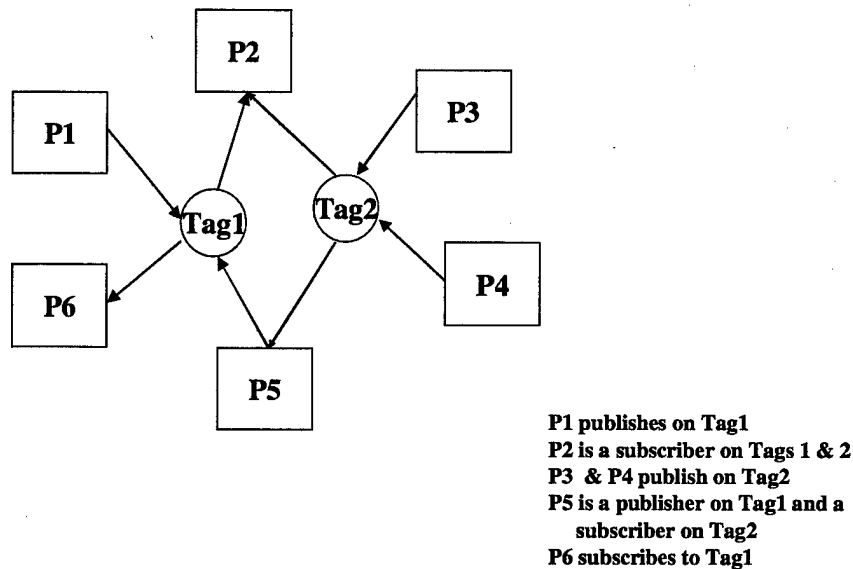 P2
P3
P1
Tag1
Tag2
P6
P4
P5
P1 publishes on Tag1
P2 is a subscriber on Tags 1 & 2
P3 & P4 publish on Tag2
P5 is a publisher on Tag1 and a
subscriber on Tag2
P6 subscribes to Tag1